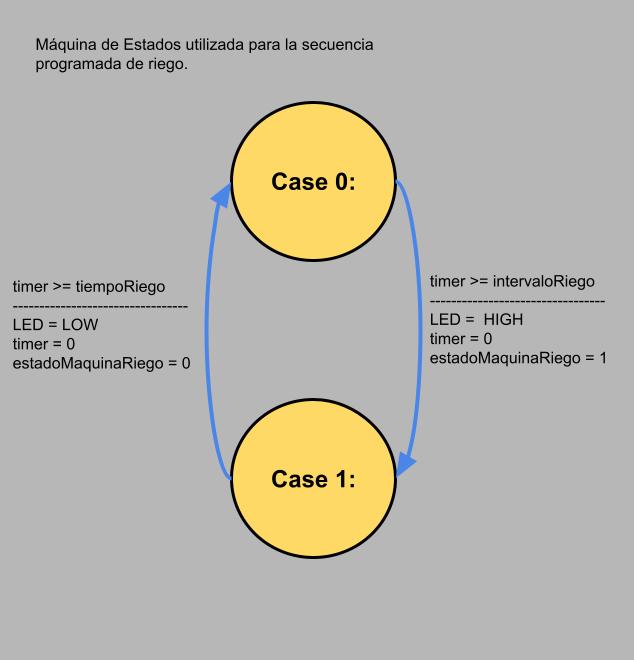 Máquina de Estados utilizada para la secuencia
programada de riego.
Case 0:
timer >= tiempoRiego
---------------------------------
LED = LOW
timer = 0
estadoMaquinaRiego = 0
timer >= intervaloRiego
---------------------------------
LED =  HIGH
timer = 0
estadoMaquinaRiego = 1
Case 1: